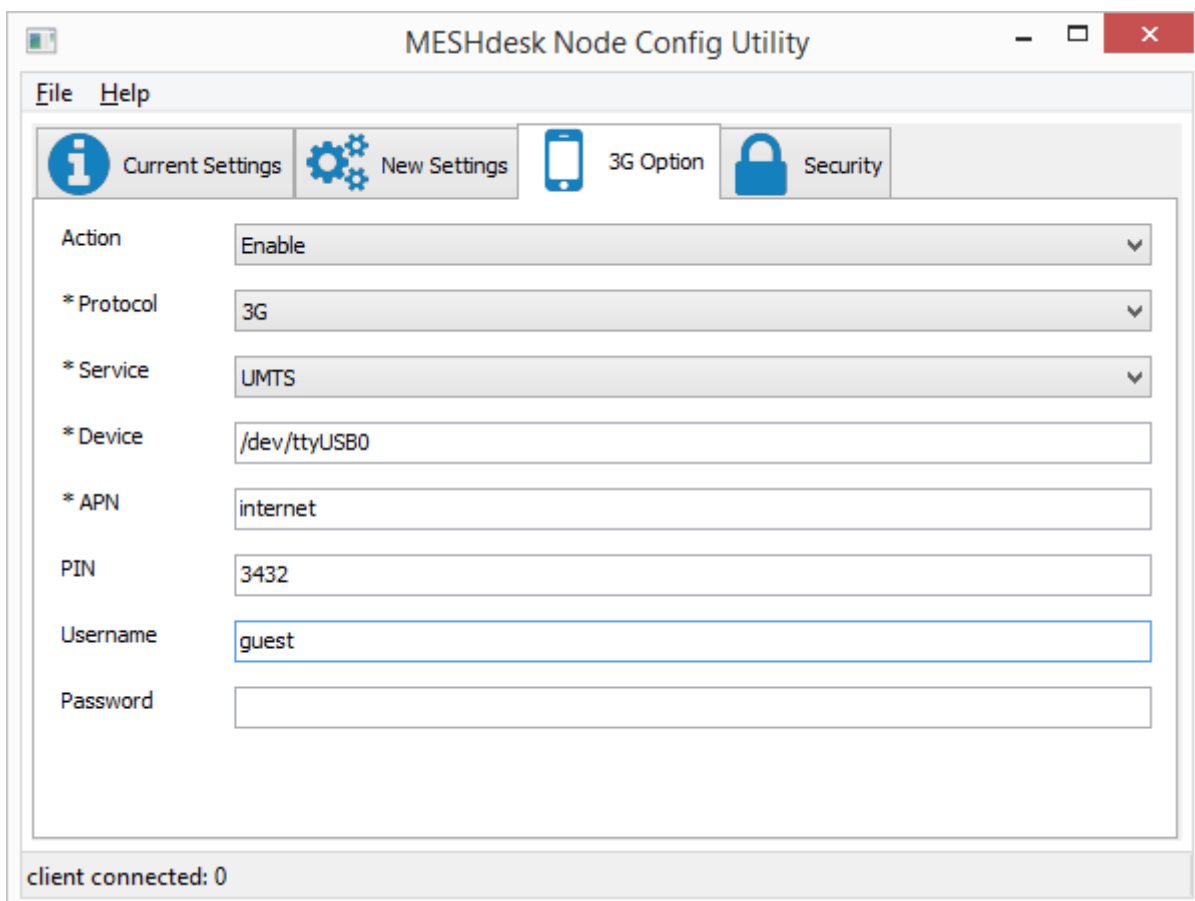 MESHdesk Node Config Utility
File Help
Current Settings New Settings 3G Option Security
Action Enable
* Protocol 3G
* Service UMTS
* Device /dev/ttyUSB0
* APN internet
PIN 3432
Username guest
Password
client connected: 0